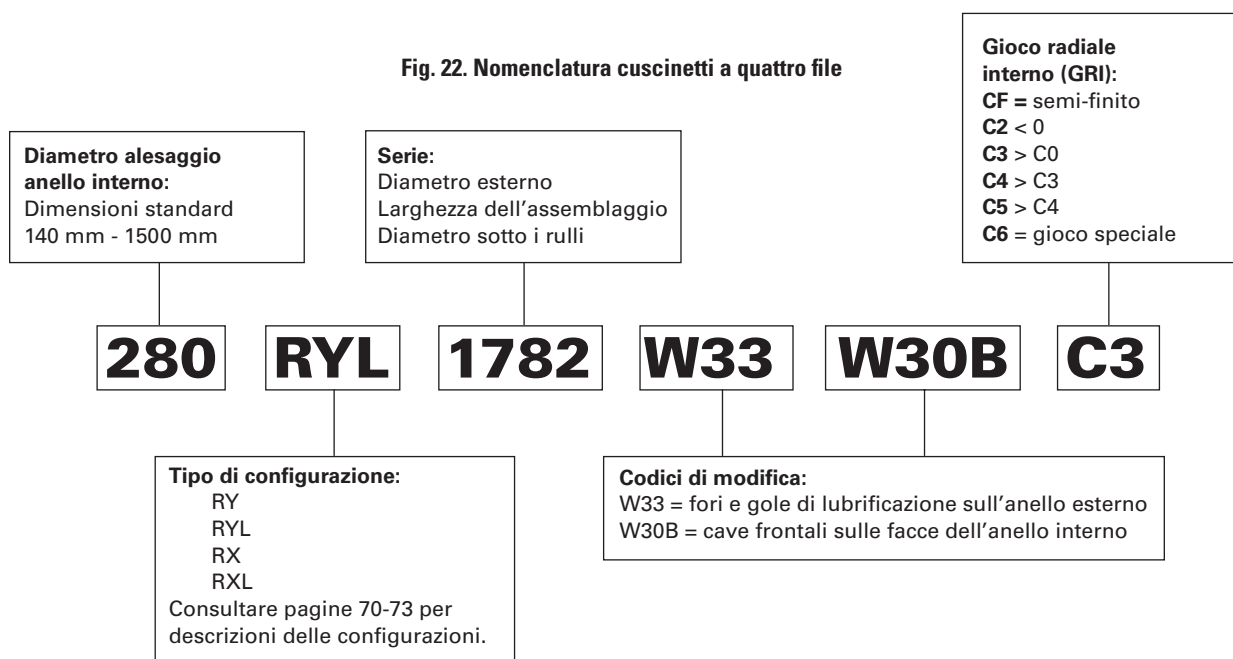 Fig. 22. Nomenclatura cuscinetti a quattro file
Diametro alesaggio
anello interno:
Dimensioni standard
140 mm - 1500 mm
Serie:
Diametro esterno
Larghezza dell'assemblaggio
Diametro sotto i rulli
Gioco radiale
interno (GRI):
CF = semi-finito
C2 < 0
C3 > C0
C4 > C3
C5 > C4
C6 = gioco speciale
280
RYL
1782
W33
W30B
C3
Tipo di configurazione:
RY
RYL
RX
RXL
Consultare pagine 70-73 per
descrizioni delle configurazioni.
Codici di modifica:
W33 = fori e gole di lubrificazione sull'anello esterno
W30B = cave frontali sulle facce dell'anello interno